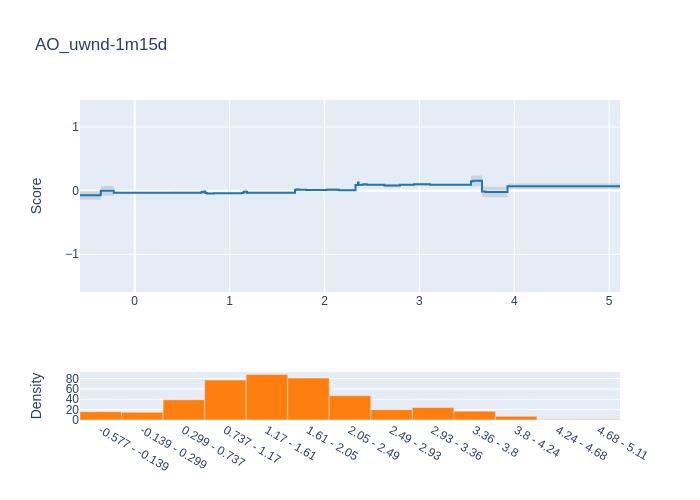 AO_uwnd-1m15d
Score
1
0
−1
0 1 2 3 4 5
Density
80
60
40
20
0
-0.577 - -0.139
-0.139 - 0.299
0.299 - 0.737
0.737 - 1.17
1.17 - 1.61
1.61 - 2.05
2.05 - 2.49
2.49 - 2.93
2.93 - 3.36
3.36 - 3.8
3.8 - 4.24
4.24 - 4.68
4.68 - 5.11